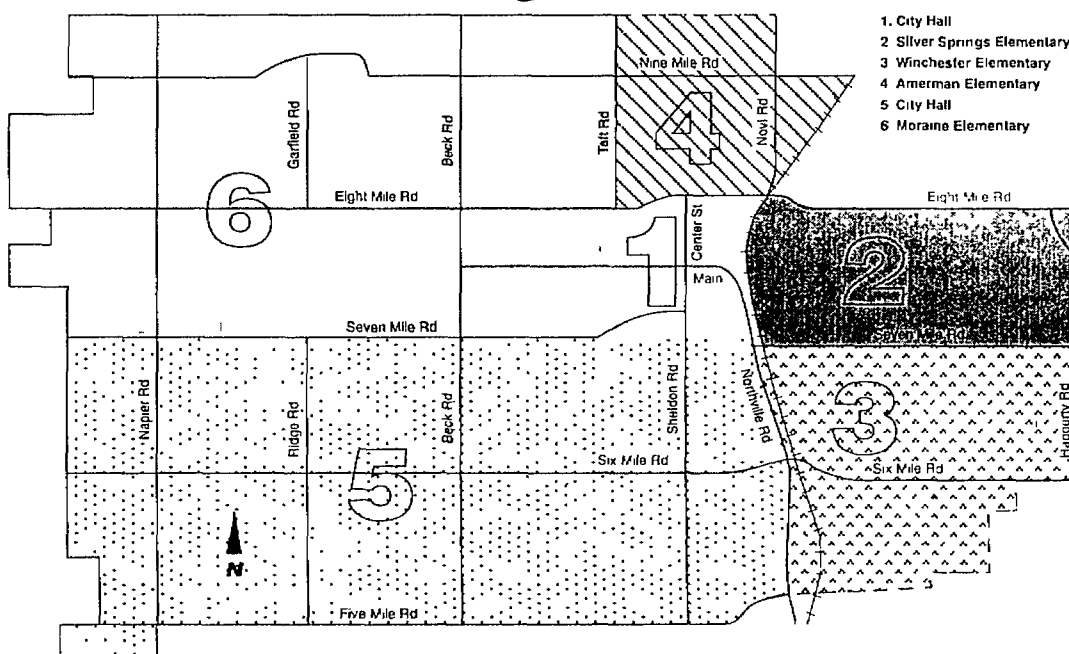 1. City Hall
2 Silver Springs Elementary
3 Winchester Elementary
4 Amerman Elementary
5 City Hall
6 Moraine Elementary
Nine Mile Rd
Garfield Rd
Beck Rd
Taft Rd
4
Novi Rd
6
Eight Mile Rd
Eight Mile Rd
1
Center St
Main
2
Seven Mile Rd
Seven Mile Rd
Napier Rd
Ridge Rd
Beck Rd
Sheldon Rd
Northville Rd
3
Haggerty Rd
5
Six Mile Rd
Six Mile Rd
N
Five Mile Rd